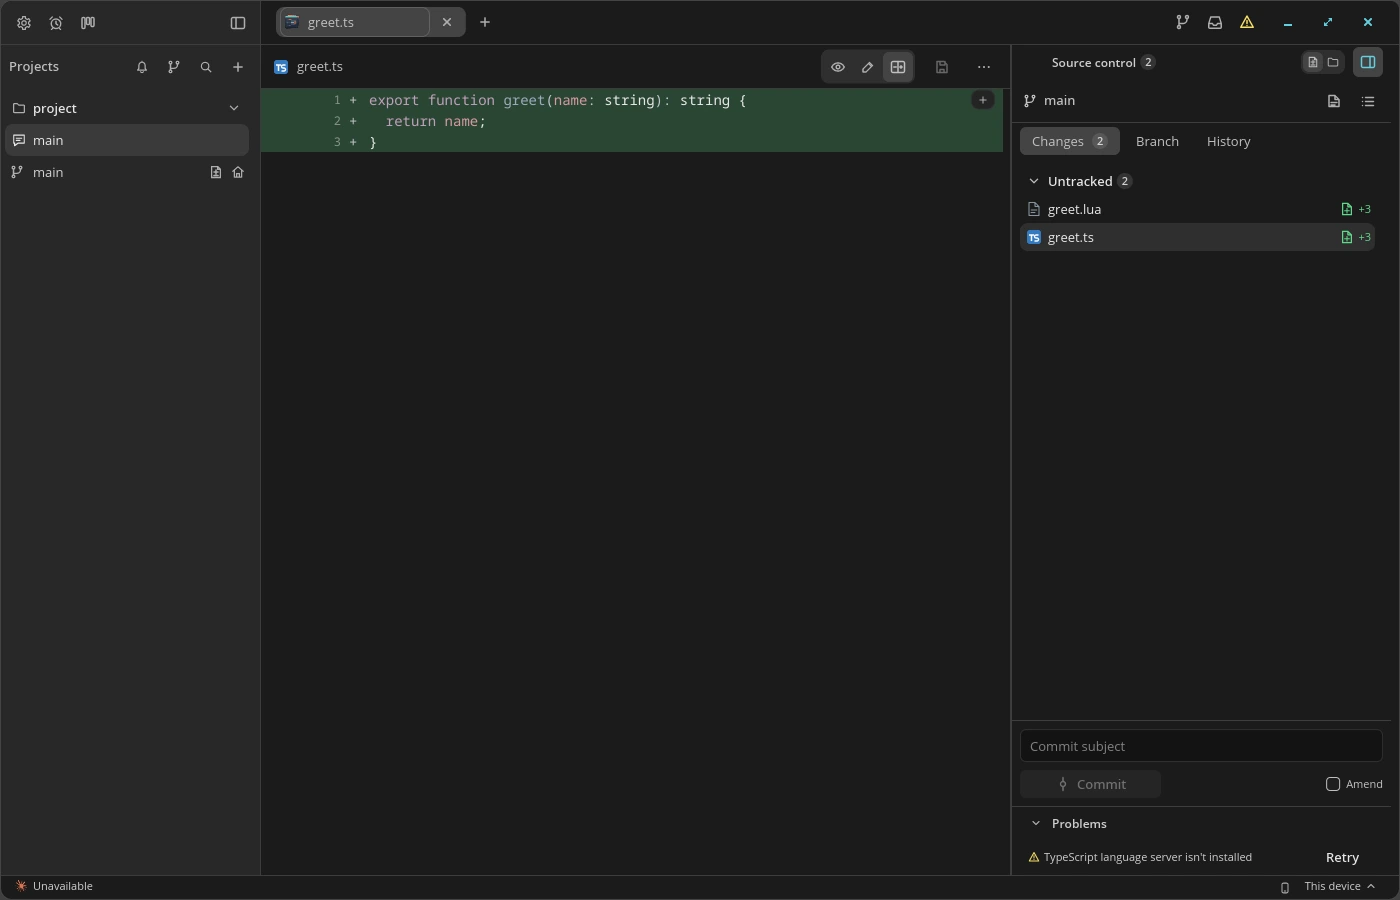 greet.ts
Projects
project
main
main
TS greet.ts
1 + export function greet(name: string): string {
2 +   return name;
3 + }
Source control 2
main
Changes 2 Branch History
Untracked 2
greet.lua +3
TS greet.ts +3
Commit subject
Commit Amend
Problems
TypeScript language server isn't installed Retry
Unavailable This device